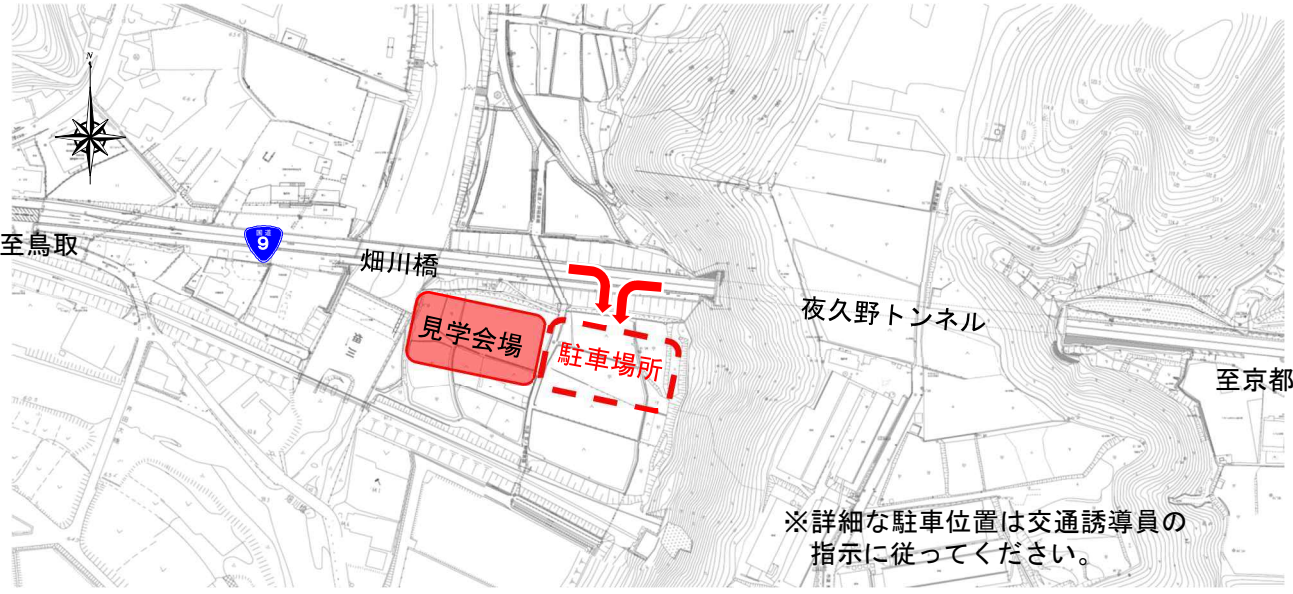 N
国道
9
至鳥取
畑川橋
夜久野トンネル
見学会場
駐車場所
至京都
※詳細な駐車位置は交通誘導員の
指示に従ってください。